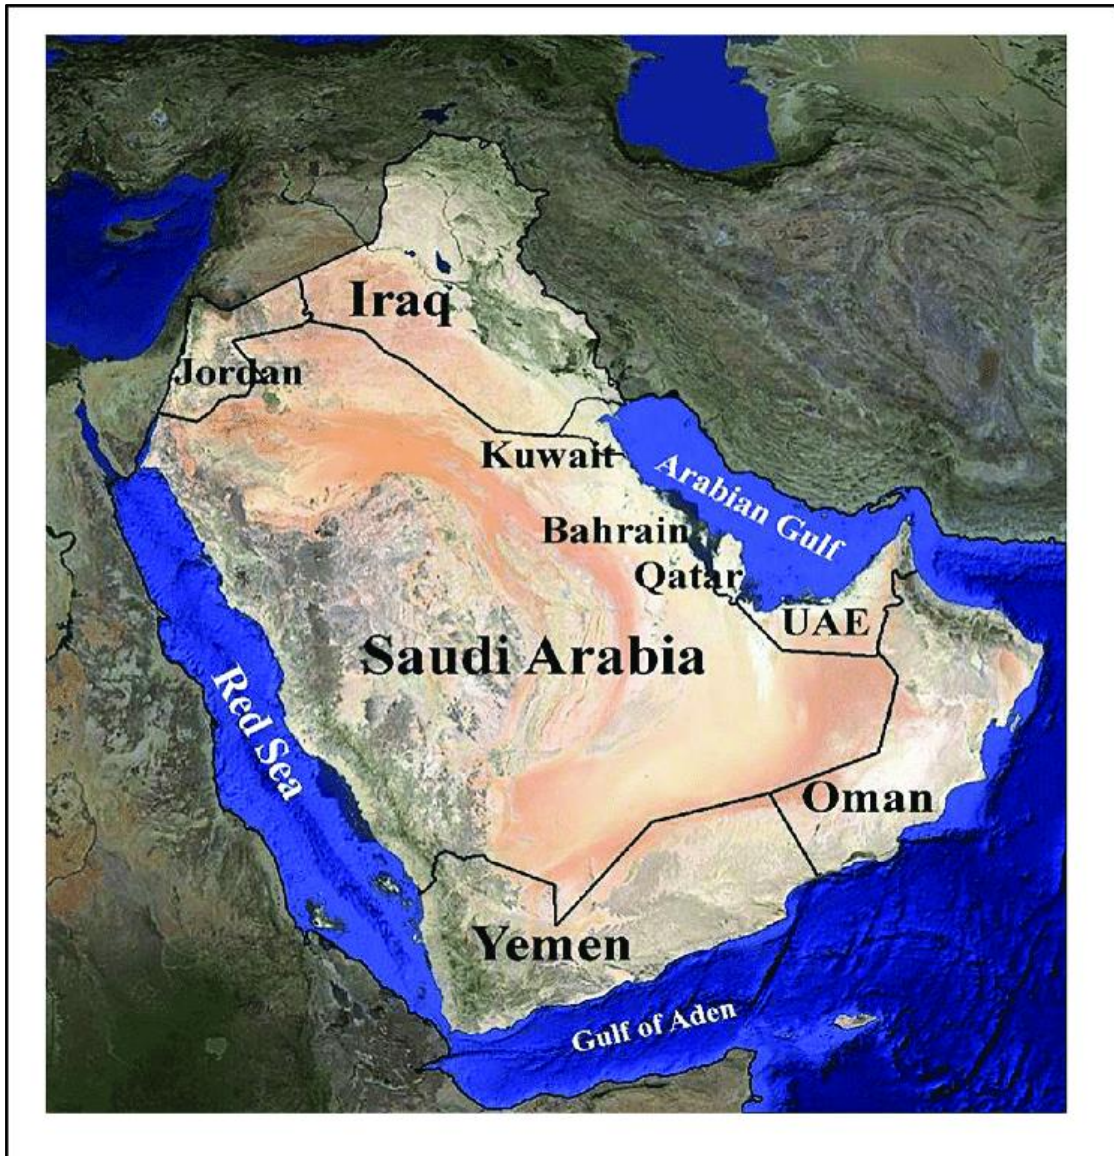 Iraq
Jordan
Kuwait
Arabian Gulf
Bahrain
Qatar
UAE
Saudi Arabia
Red Sea
Oman
Yemen
Gulf of Aden